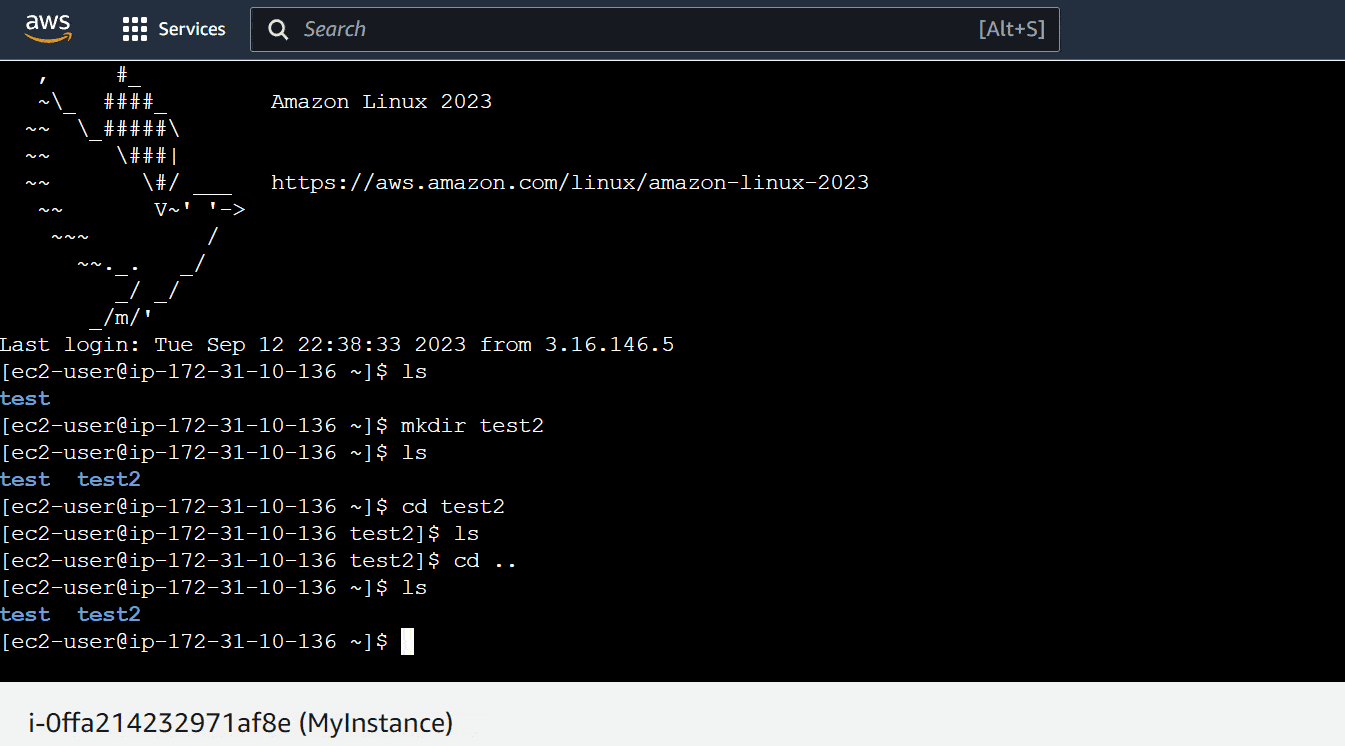 aws Services Search [Alt+S]
   ,     #_
   ~\_  ####_        Amazon Linux 2023
  ~~  \_#####\
  ~~     \###|
  ~~       \#/ ___   https://aws.amazon.com/linux/amazon-linux-2023
   ~~       V~' '->
    ~~~         /
      ~~._.   _/
         _/ _/
       _/m/'
Last login: Tue Sep 12 22:38:33 2023 from 3.16.146.5
[ec2-user@ip-172-31-10-136 ~]$ ls
test
[ec2-user@ip-172-31-10-136 ~]$ mkdir test2
[ec2-user@ip-172-31-10-136 ~]$ ls
test  test2
[ec2-user@ip-172-31-10-136 ~]$ cd test2
[ec2-user@ip-172-31-10-136 test2]$ ls
[ec2-user@ip-172-31-10-136 test2]$ cd ..
[ec2-user@ip-172-31-10-136 ~]$ ls
test  test2
[ec2-user@ip-172-31-10-136 ~]$
i-0ffa214232971af8e (MyInstance)